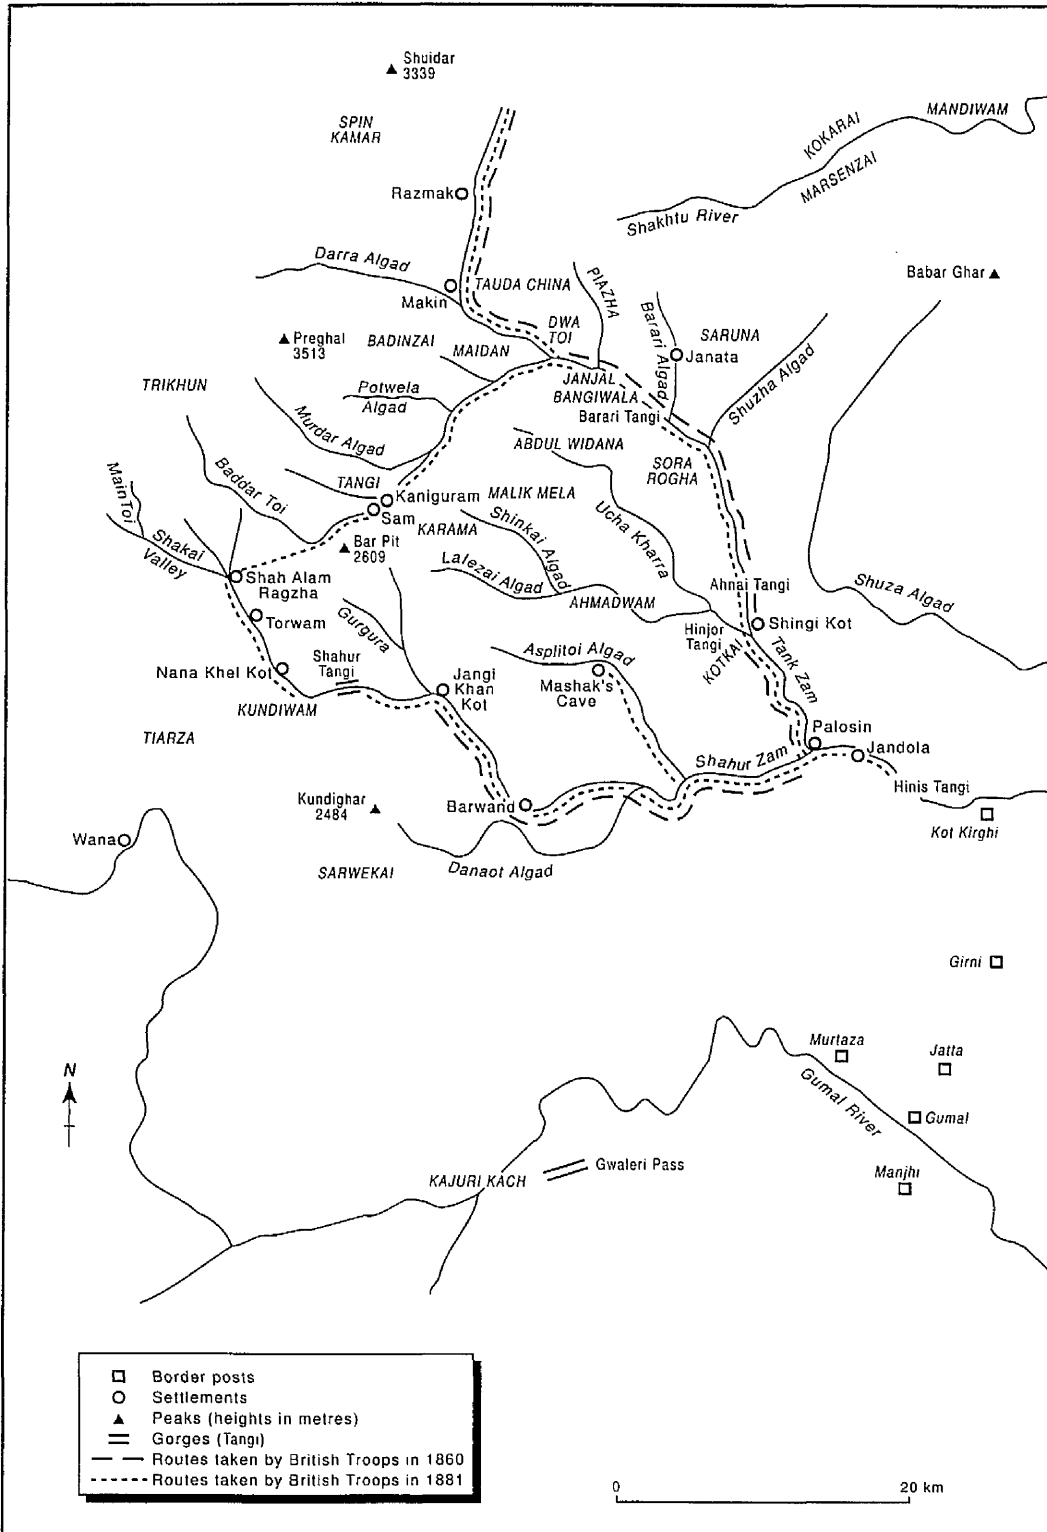 Shuidar
3339
SPIN
KAMAR
MANDIWAM
KOKARAI
MARSENZAI
Razmak
Shakhtu River
Darra Algad
Babar Ghar
TAUDA CHINA
PIAZHA
Makin
Barari Algad
DWA
TOI
SARUNA
Preghal
3513
BADINZAI
MAIDAN
Janata
TRIKHUN
JANJAL
BANGIWALA
Shuzha Algad
Potwela
Algad
Barari Tangi
Murdar Algad
ABDUL WIDANA
SORA
ROGHA
Main Toi
Baddar Toi
TANGI
Kaniguram
MALIK MELA
Sam
KARAMA
Shinkai Algad
Ucha Kharra
Shakai
Valley
Bar Pit
2609
Lalezai Algad
Shah Alam
Ragzha
Ahnai Tangi
Shuza Algad
AHMADWAM
Torwam
Gurgura
Hinjor
Tangi
Shingi Kot
KOTKAI
Tank Zam
Shahur
Tangi
Asplitoi Algad
Nana Khel Kot
Jangi
Khan
Kot
Mashak's
Cave
KUNDIWAM
TIARZA
Palosin
Jandola
Shahur Zam
Hinis Tangi
Kundighar
2484
Barwand
Kot Kirghi
Wana
SARWEKAI
Danaot Algad
Girni
Murtaza
Jatta
N
Gumal River
Gumal
Gwaleri Pass
KAJURI KACH
Manjhi
Border posts
Settlements
Peaks (heights in metres)
Gorges (Tangi)
Routes taken by British Troops in 1860
Routes taken by British Troops in 1881
0 20 km